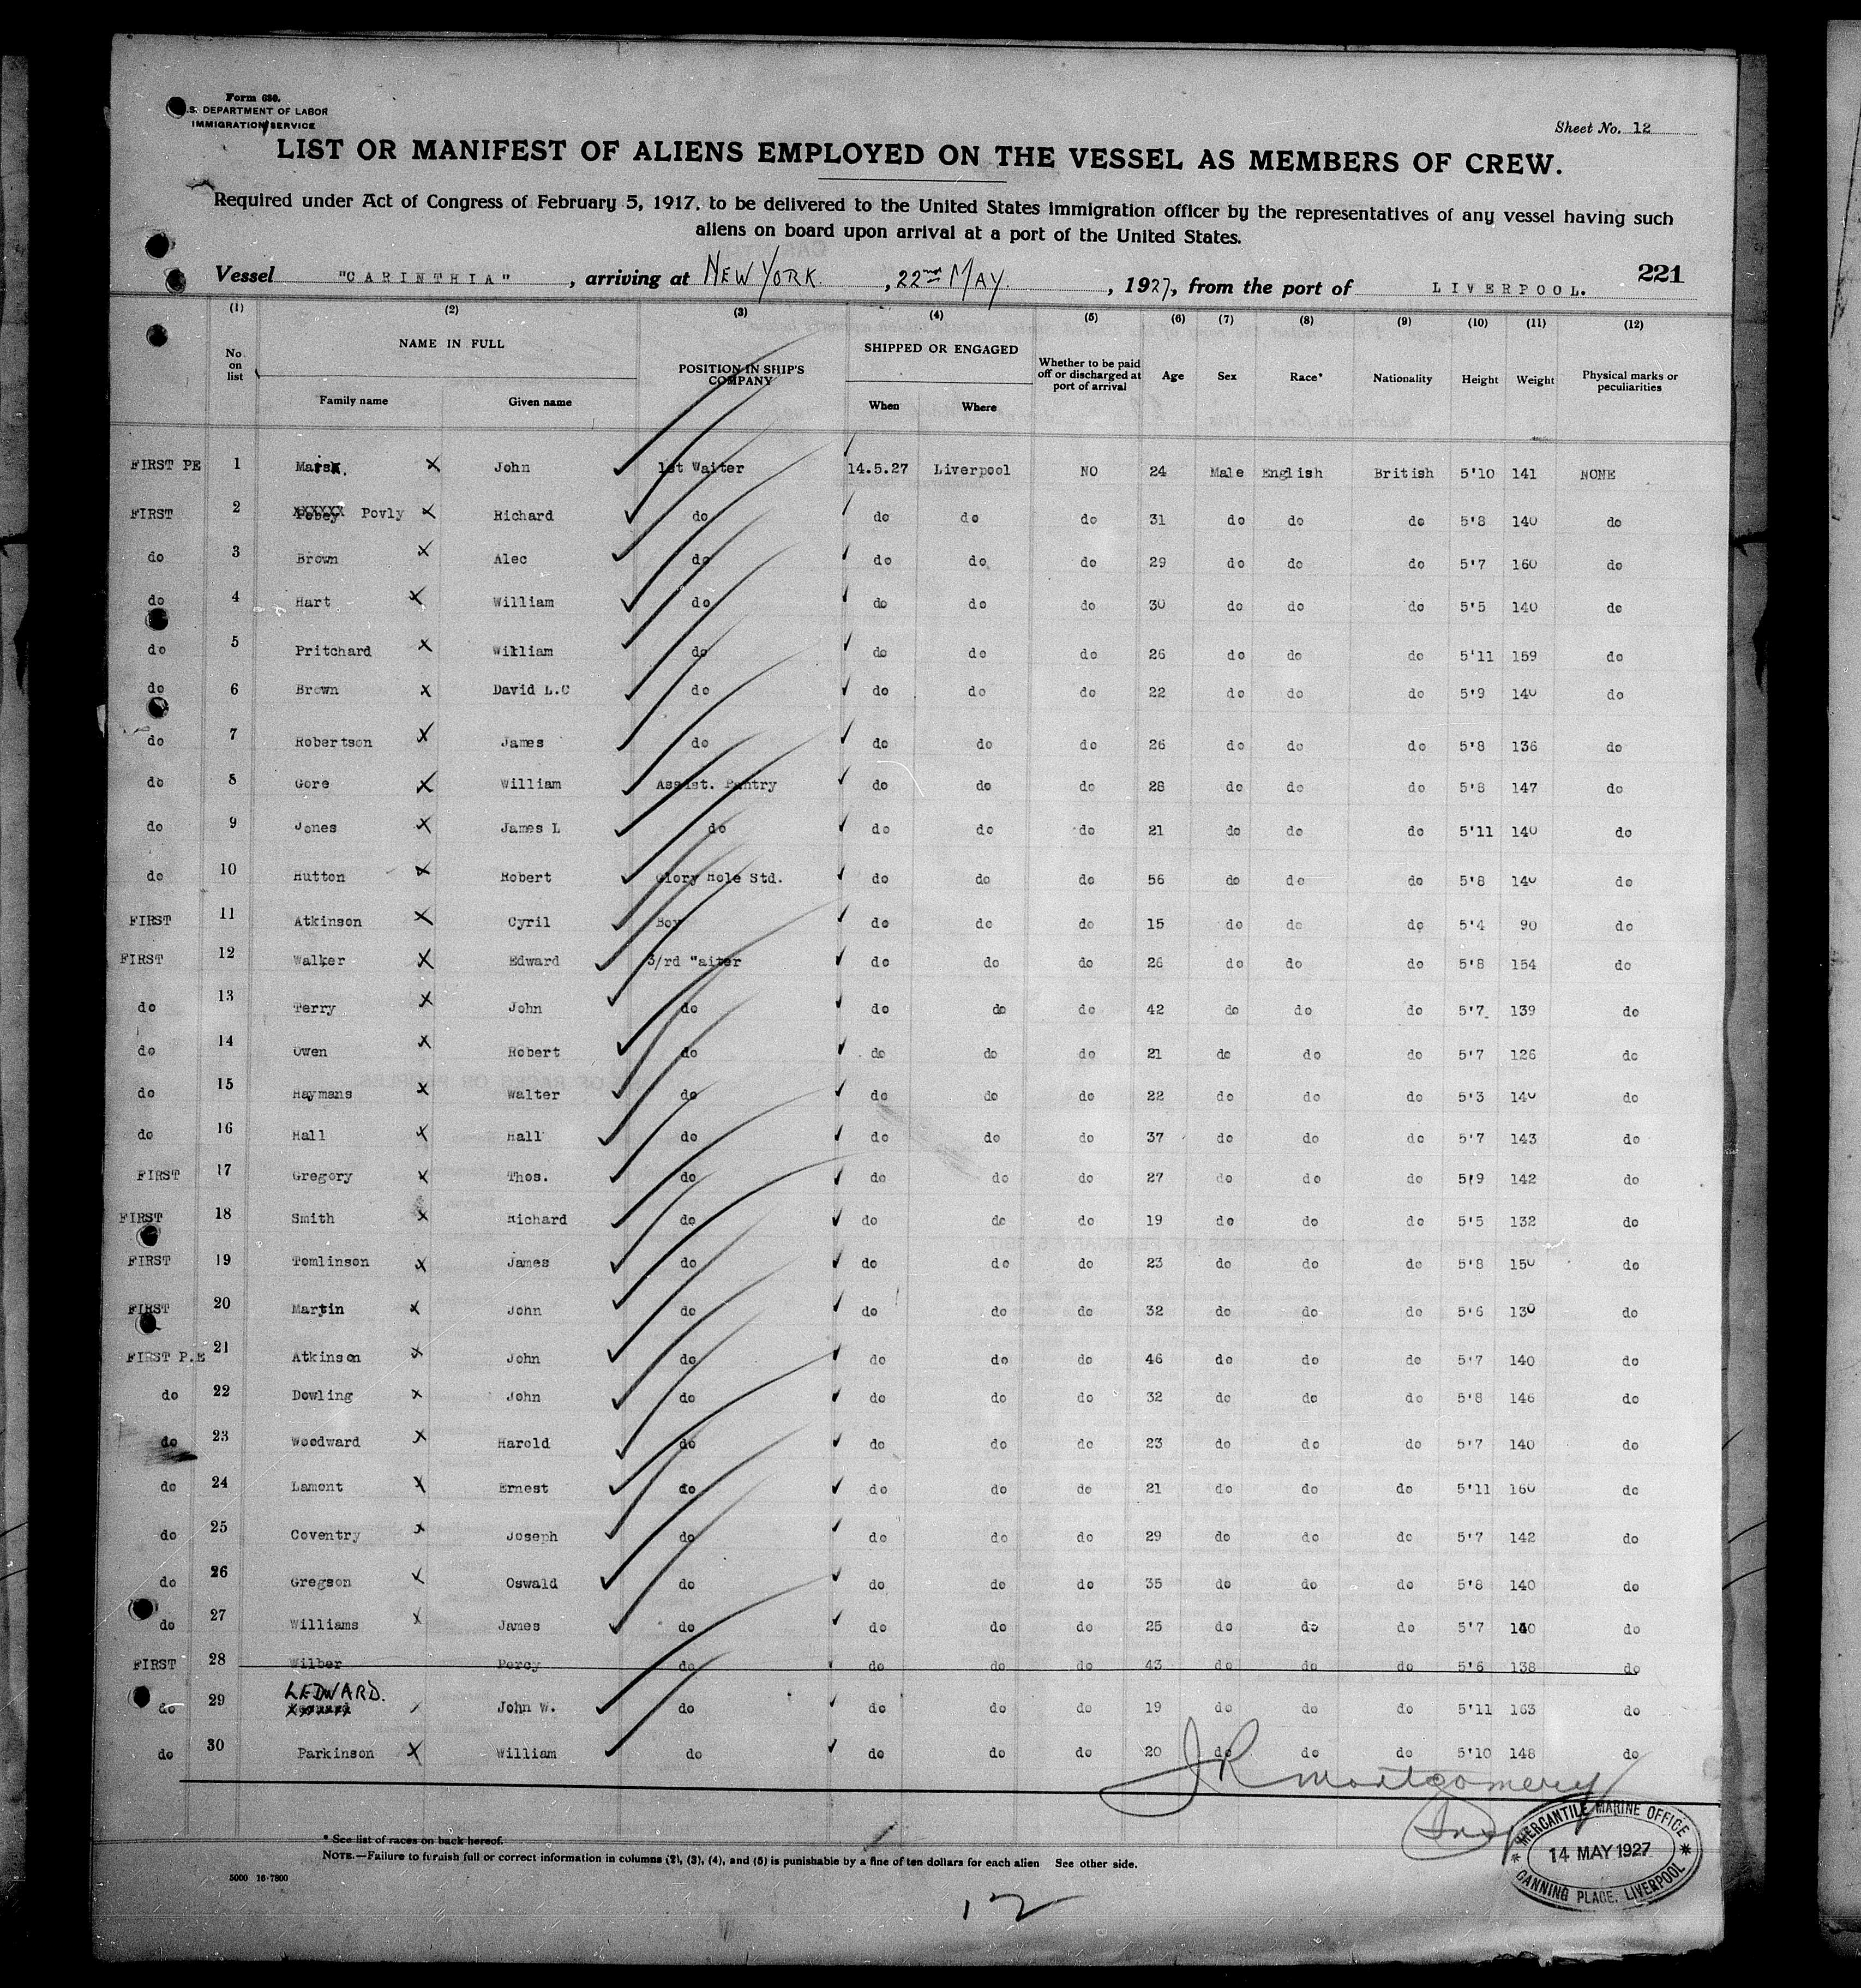 Form 680.
U.S. DEPARTMENT OF LABOR
IMMIGRATION SERVICE
Sheet No. 12
LIST OR MANIFEST OF ALIENS EMPLOYED ON THE VESSEL AS MEMBERS OF CREW.
Required under Act of Congress of February 5, 1917, to be delivered to the United States immigration officer by the representatives of any vessel having such
aliens on board upon arrival at a port of the United States.
Vessel "CARINTHIA", arriving at NEW YORK, 22nd MAY, 1927, from the port of LIVERPOOL. 221
(1) (2) (3) (4) (5) (6) (7) (8) (9) (10) (11) (12)
No on list NAME IN FULL Family name Given name POSITION IN SHIP'S COMPANY SHIPPED OR ENGAGED When Where Whether to be paid off or discharged at port of arrival Age Sex Race* Nationality Height Weight Physical marks or peculiarities
FIRST PE 1 Marsk. X John 1st Waiter 14.5.27 Liverpool NO 24 Male English British 5'10 141 NONE
FIRST 2 Povly X Richard do do do do 31 do do do 5'8 140 do
do 3 Brown X Alec do do do do 29 do do do 5'7 160 do
do 4 Hart X William do do do do 30 do do do 5'5 140 do
do 5 Pritchard X William do do do do 26 do do do 5'11 159 do
do 6 Brown X David L.C do do do do 22 do do do 5'9 140 do
do 7 Robertson X James do do do do 26 do do do 5'8 136 do
do 8 Gore X William Assist. Pantry do do do 28 do do do 5'8 147 do
do 9 Jones X James L do do do do 21 do do do 5'11 140 do
do 10 Hutton X Robert Glory Hole Std. do do do 56 do do do 5'8 140 do
FIRST 11 Atkinson X Cyril Boy do do do 15 do do do 5'4 90 do
FIRST 12 Walker X Edward 3/rd "aiter do do do 26 do do do 5'8 154 do
do 13 Terry X John do do do do 42 do do do 5'7 139 do
do 14 Owen X Robert do do do do 21 do do do 5'7 126 do
do 15 Haymans X Walter do do do do 22 do do do 5'3 140 do
do 16 Hall X Hall do do do do 37 do do do 5'7 143 do
FIRST 17 Gregory X Thos. do do do do 27 do do do 5'9 142 do
FIRST 18 Smith X Richard do do do do 19 do do do 5'5 132 do
FIRST 19 Tomlinson X James do do do do 23 do do do 5'8 150 do
FIRST 20 Martin X John do do do do 32 do do do 5'6 130 do
FIRST P.E 21 Atkinson X John do do do do 46 do do do 5'7 140 do
do 22 Dowling X John do do do do 32 do do do 5'8 146 do
do 23 Woodward X Harold do do do do 23 do do do 5'7 140 do
do 24 Lamont X Ernest do do do do 21 do do do 5'11 160 do
do 25 Coventry X Joseph do do do do 29 do do do 5'7 142 do
do 26 Gregson X Oswald do do do do 35 do do do 5'8 140 do
do 27 Williams X James do do do do 25 do do do 5'7 140 do
FIRST 28 Wilber Percy do do do do 43 do do do 5'6 138 do
do 29 LEDWARD. John W. do do do do 19 do do do 5'11 163 do
do 30 Parkinson X William do do do do 20 do do do 5'10 148 do
J R Montgomery
* See list of races on back hereof.
NOTE.—Failure to furnish full or correct information in columns (2), (3), (4), and (5) is punishable by a fine of ten dollars for each alien See other side.
5000 16-7800
MERCANTILE MARINE OFFICE
14 MAY 1927
CANNING PLACE, LIVERPOOL
12